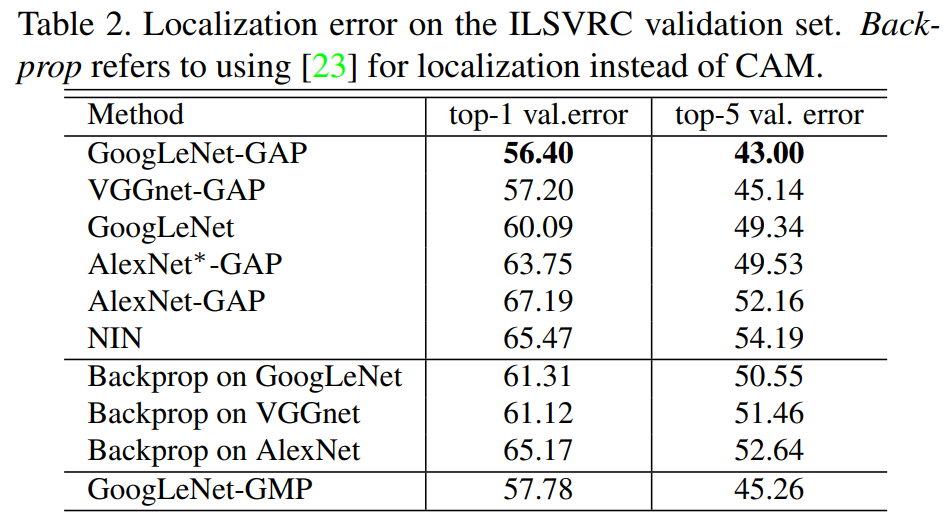 Table 2. Localization error on the ILSVRC validation set. Back-
prop refers to using [23] for localization instead of CAM.
Method top-1 val.error top-5 val. error
GoogLeNet-GAP 56.40 43.00
VGGnet-GAP 57.20 45.14
GoogLeNet 60.09 49.34
AlexNet*-GAP 63.75 49.53
AlexNet-GAP 67.19 52.16
NIN 65.47 54.19
Backprop on GoogLeNet 61.31 50.55
Backprop on VGGnet 61.12 51.46
Backprop on AlexNet 65.17 52.64
GoogLeNet-GMP 57.78 45.26